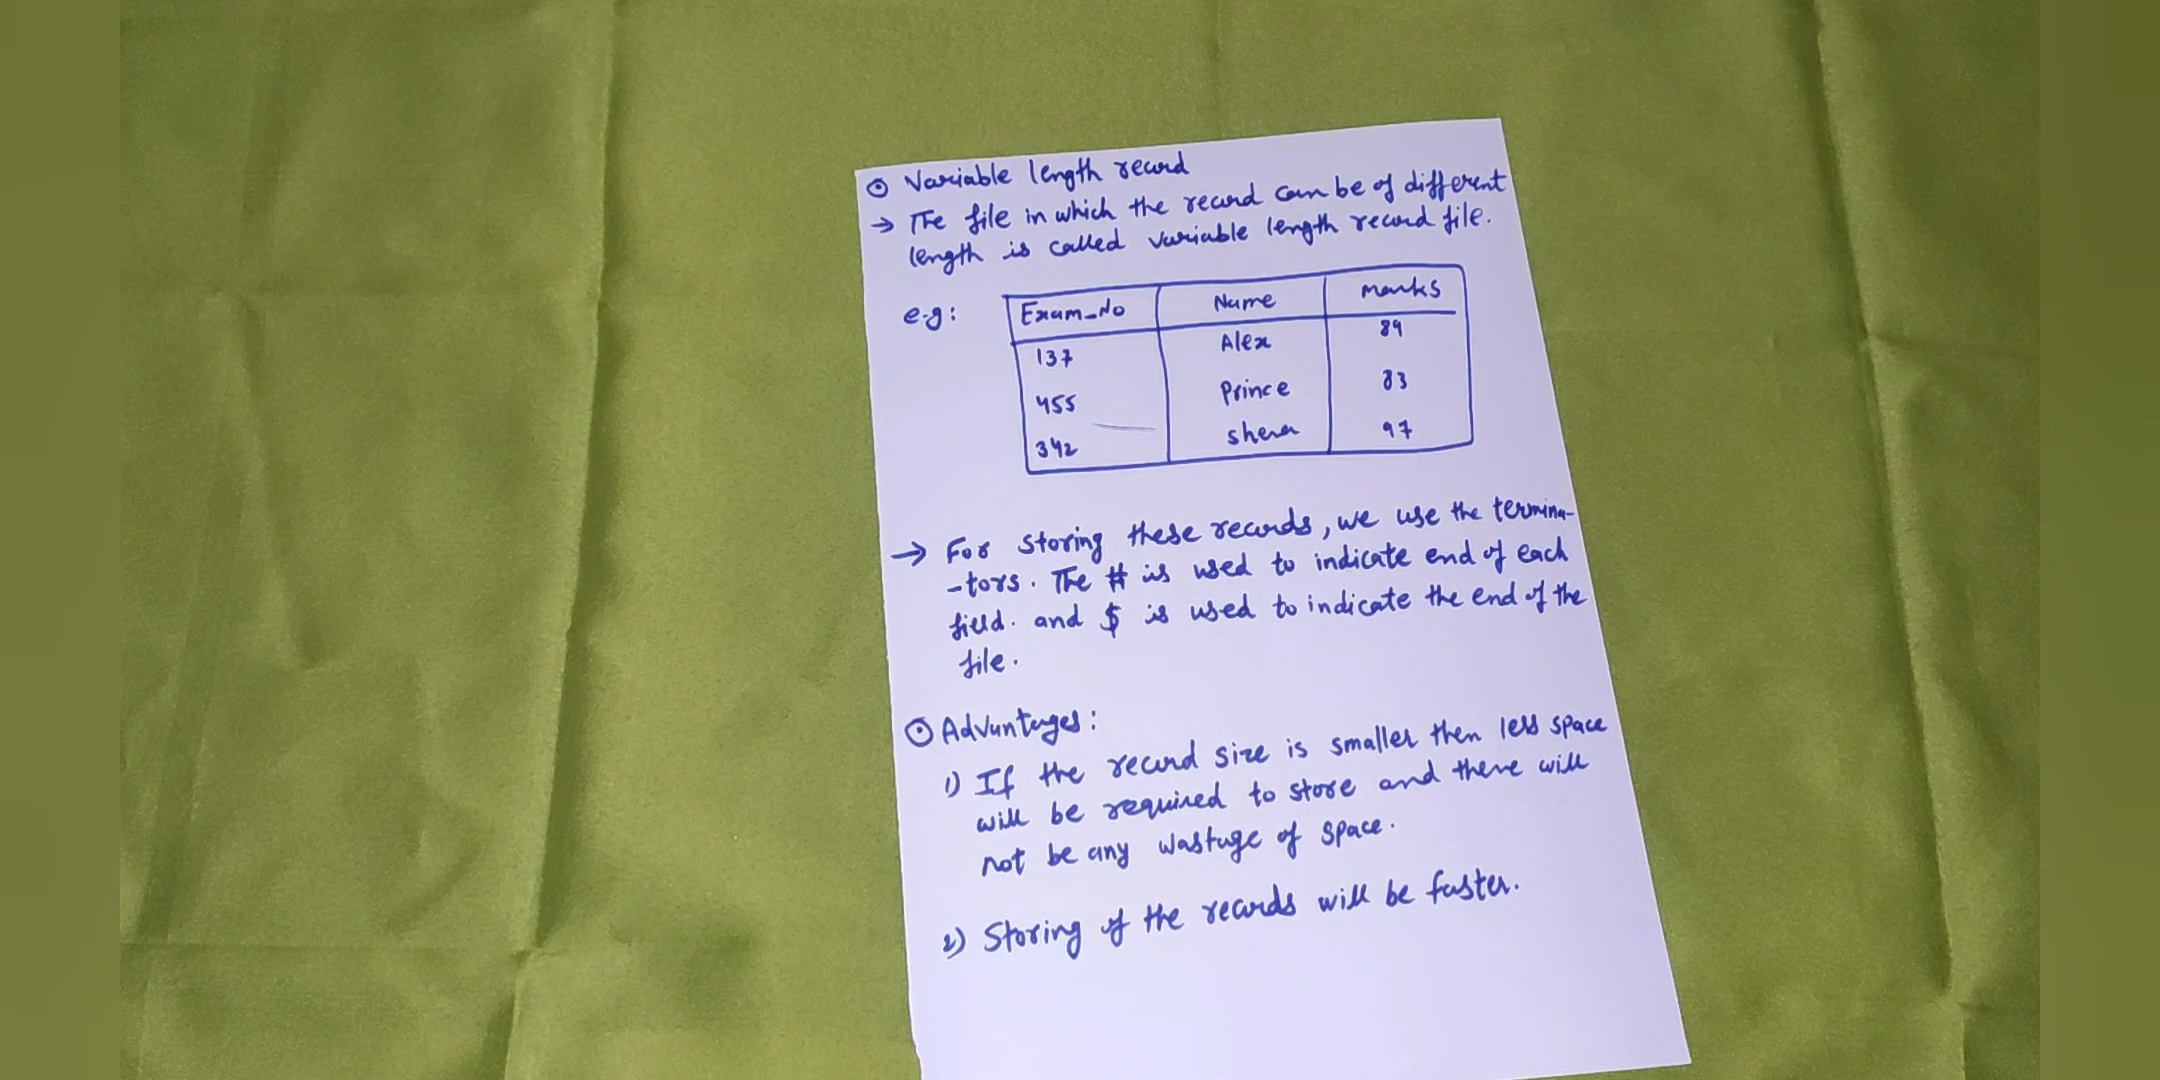 ⊙ Variable length record
→ The file in which the record can be of different
length is called variable length record file.
e.g: Exam_No Name Marks
137 Alex 89
455 Prince 83
342 shera 97
→ For storing these records, we use the termina-
-tors. The # is used to indicate end of each
field. and $ is used to indicate the end of the
file.
⊙ Advantages:
1) If the record size is smaller then less space
will be required to store and there will
not be any wastage of space.
2) Storing of the records will be faster.